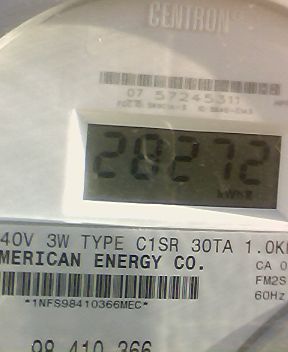 CENTRON
07 57245311
28272
kWH
40V 3W TYPE C1SR 30TA 1.0K
MERICAN ENERGY CO.
CA 0
*1NFS98410366MEC*
FM2S
60Hz
98 410 366